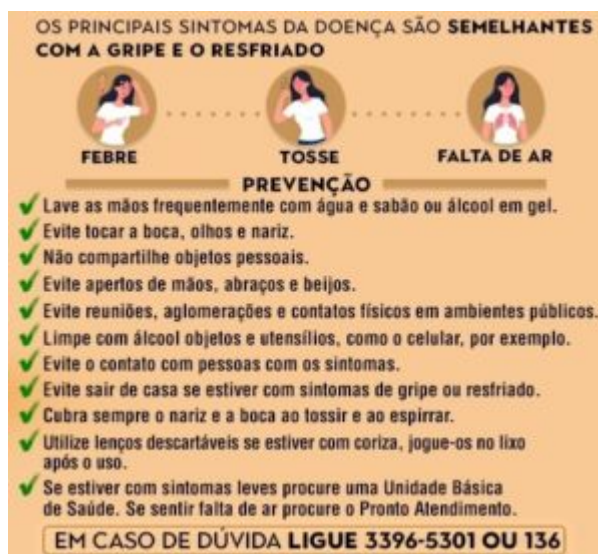 OS PRINCIPAIS SINTOMAS DA DOENÇA SÃO SEMELHANTES
COM A GRIPE E O RESFRIADO
FEBRE TOSSE FALTA DE AR
PREVENÇÃO
Lave as mãos frequentemente com água e sabão ou álcool em gel.
Evite tocar a boca, olhos e nariz.
Não compartilhe objetos pessoais.
Evite apertos de mãos, abraços e beijos.
Evite reuniões, aglomerações e contatos físicos em ambientes públicos.
Limpe com álcool objetos e utensílios, como o celular, por exemplo.
Evite o contato com pessoas com os sintomas.
Evite sair de casa se estiver com sintomas de gripe ou resfriado.
Cubra sempre o nariz e a boca ao tossir e ao espirrar.
Utilize lenços descartáveis se estiver com coriza, jogue-os no lixo
após o uso.
Se estiver com sintomas leves procure uma Unidade Básica
de Saúde. Se sentir falta de ar procure o Pronto Atendimento.
EM CASO DE DÚVIDA LIGUE 3396-5301 OU 136